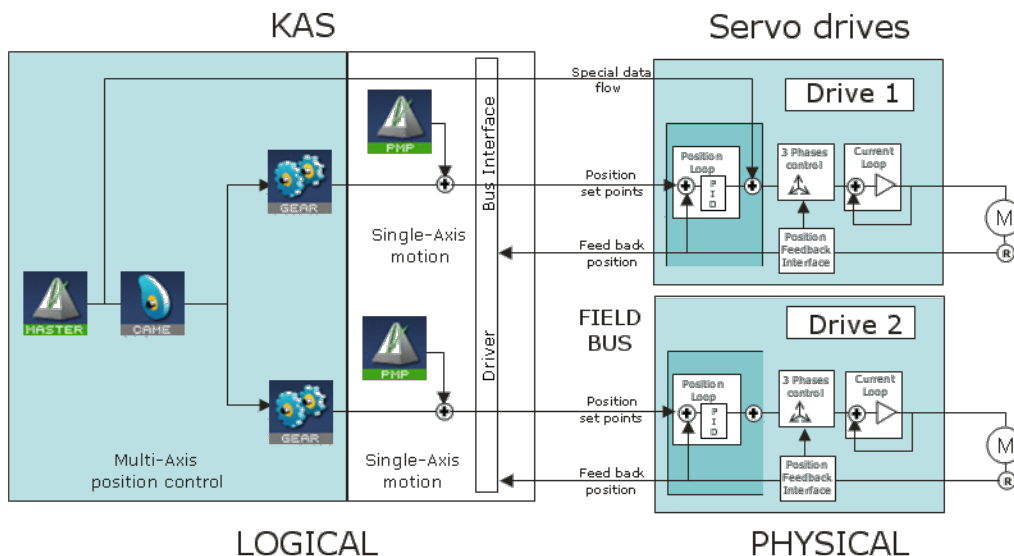 KAS
Servo drives
Special data
flow
Drive 1
PMP
Bus Interface
Position
Loop
P
I
D
3 Phases
control
Current
Loop
GEAR
Position
set points
M
Single-Axis
motion
Feed back
position
Position
Feedback
Interface
R
MASTER
CAME
FIELD
BUS
Drive 2
PMP
Driver
Position
Loop
P
I
D
3 Phases
control
Current
Loop
GEAR
Position
set points
M
Multi-Axis
position control
Single-Axis
motion
Feed back
position
Position
Feedback
Interface
R
LOGICAL
PHYSICAL